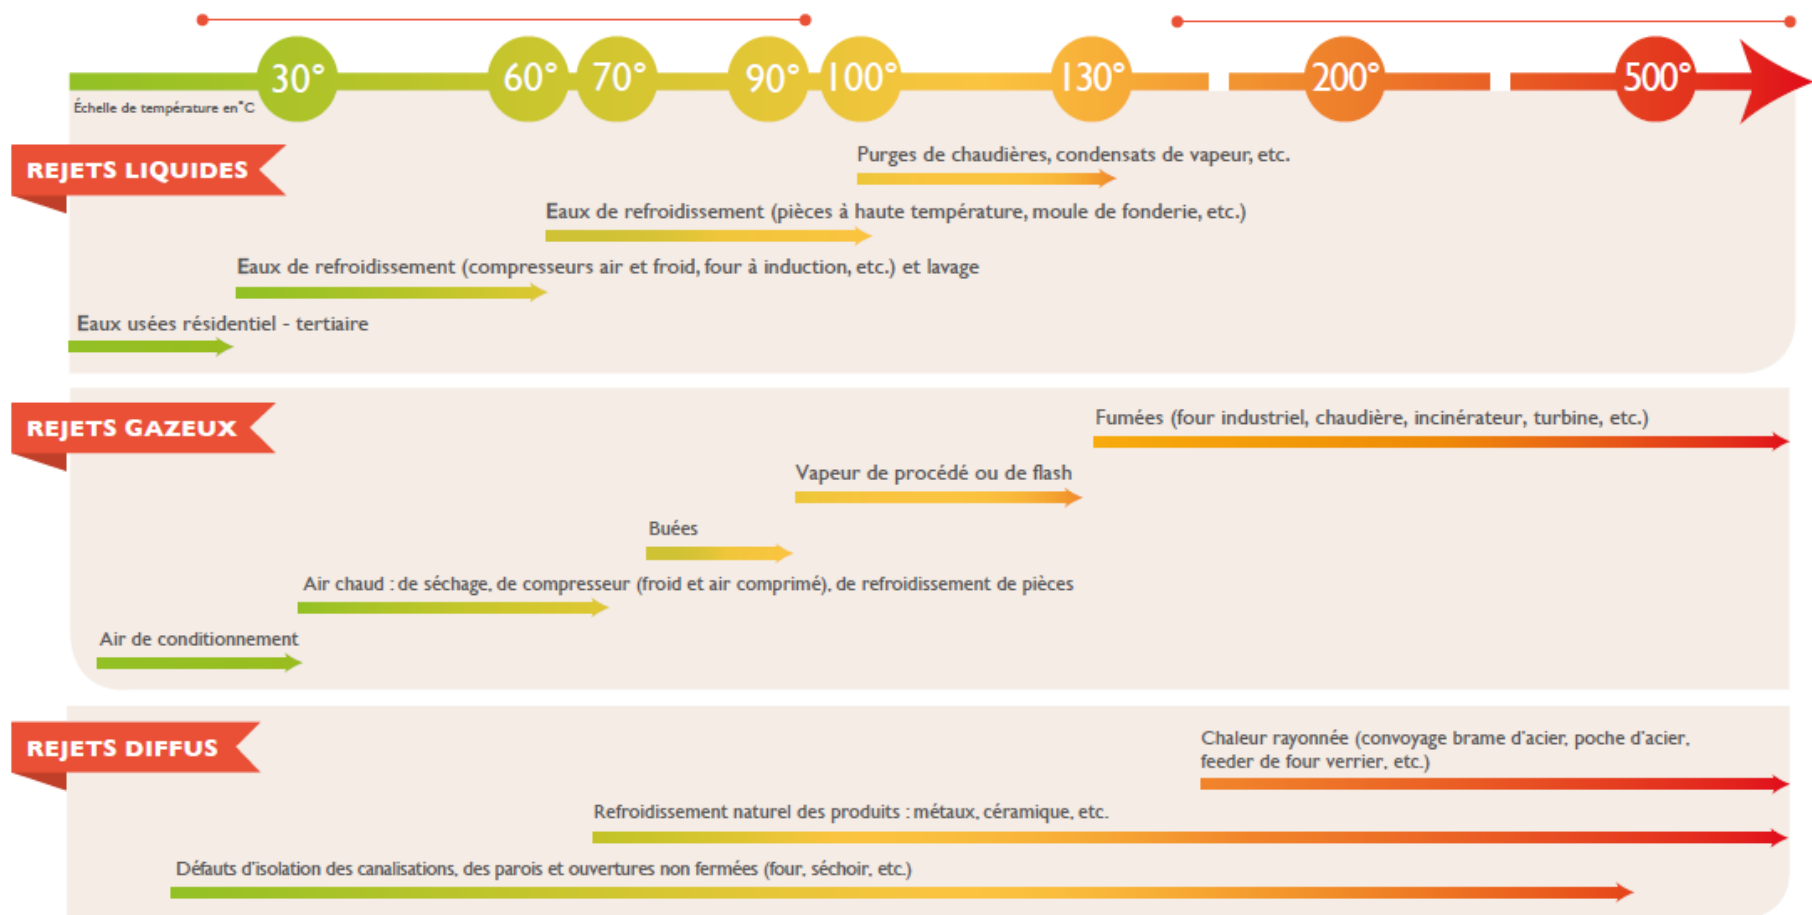 30° 60° 70° 90° 100° 130° 200° 500°
Échelle de température en°C
REJETS LIQUIDES
Purges de chaudières, condensats de vapeur, etc.
Eaux de refroidissement (pièces à haute température, moule de fonderie, etc.)
Eaux de refroidissement (compresseurs air et froid, four à induction, etc.) et lavage
Eaux usées résidentiel - tertiaire
REJETS GAZEUX
Fumées (four industriel, chaudière, incinérateur, turbine, etc.)
Vapeur de procédé ou de flash
Buées
Air chaud : de séchage, de compresseur (froid et air comprimé), de refroidissement de pièces
Air de conditionnement
REJETS DIFFUS
Chaleur rayonnée (convoyage brame d'acier, poche d'acier,
feeder de four verrier, etc.)
Refroidissement naturel des produits : métaux, céramique, etc.
Défauts d'isolation des canalisations, des parois et ouvertures non fermées (four, séchoir, etc.)